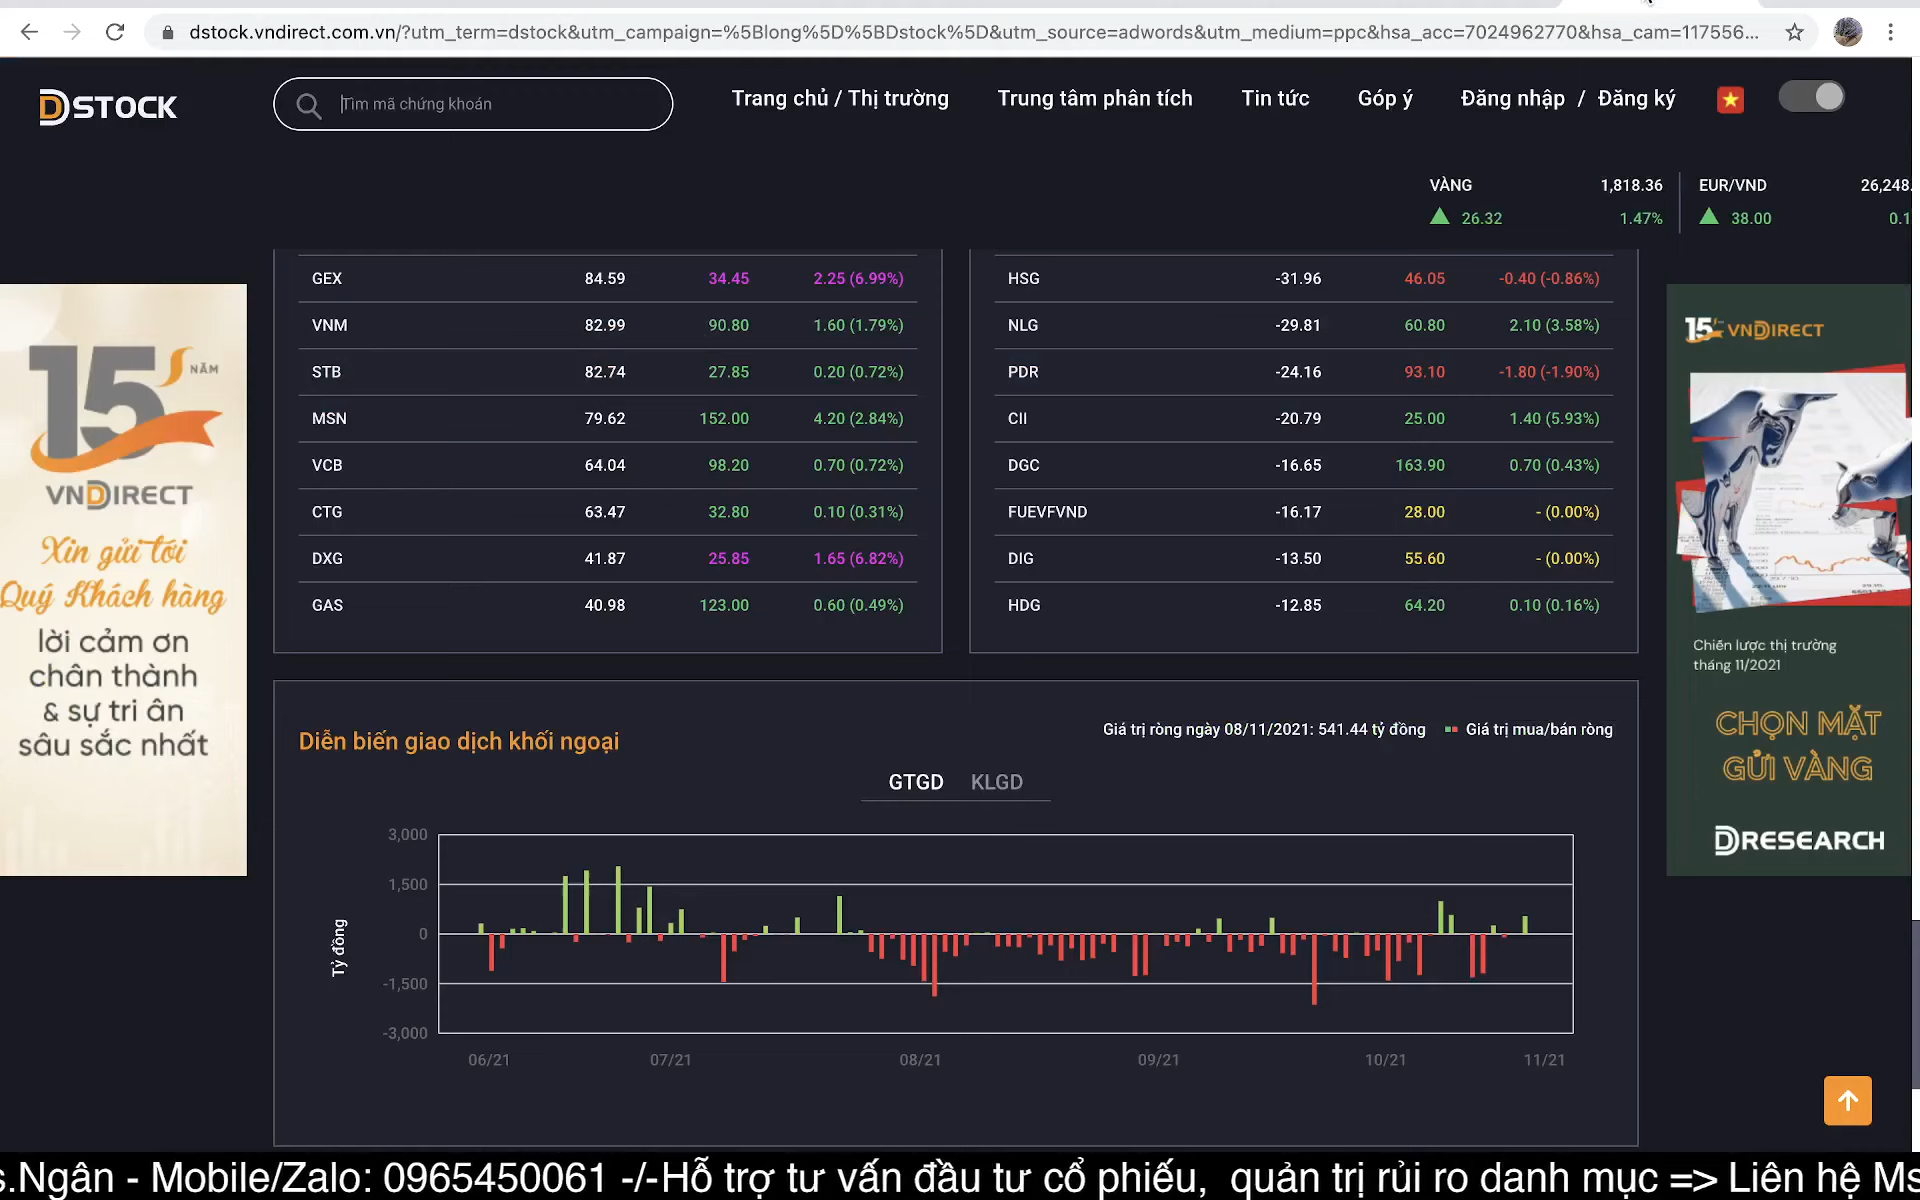 dstock.vndirect.com.vn/?utm_term=dstock&utm_campaign=%5Blong%5D%5BDstock%5D&utm_source=adwords&utm_medium=ppc&hsa_acc=7024962770&hsa_cam=117556...
DSTOCK
Tìm mã chứng khoán
Trang chủ / Thị trường
Trung tâm phân tích
Tin tức
Góp ý
Đăng nhập / Đăng ký
VÀNG 1,818.36
26.32 1.47%
EUR/VND 26,248.
38.00 0.1
GEX 84.59 34.45 2.25 (6.99%)
VNM 82.99 90.80 1.60 (1.79%)
STB 82.74 27.85 0.20 (0.72%)
MSN 79.62 152.00 4.20 (2.84%)
VCB 64.04 98.20 0.70 (0.72%)
CTG 63.47 32.80 0.10 (0.31%)
DXG 41.87 25.85 1.65 (6.82%)
GAS 40.98 123.00 0.60 (0.49%)
HSG -31.96 46.05 -0.40 (-0.86%)
NLG -29.81 60.80 2.10 (3.58%)
PDR -24.16 93.10 -1.80 (-1.90%)
CII -20.79 25.00 1.40 (5.93%)
DGC -16.65 163.90 0.70 (0.43%)
FUEVFVND -16.17 28.00 - (0.00%)
DIG -13.50 55.60 - (0.00%)
HDG -12.85 64.20 0.10 (0.16%)
15 NĂM
VNDIRECT
Xin gửi tới
Quý Khách hàng
lời cảm ơn
chân thành
& sự tri ân
sâu sắc nhất
15 VNDIRECT
Chiến lược thị trường
tháng 11/2021
CHỌN MẶT
GỬI VÀNG
DRESEARCH
Diễn biến giao dịch khối ngoại
Giá trị ròng ngày 08/11/2021: 541.44 tỷ đồng
Giá trị mua/bán ròng
GTGD KLGD
Tỷ đồng
3,000
1,500
0
-1,500
-3,000
06/21 07/21 08/21 09/21 10/21 11/21
s.Ngân - Mobile/Zalo: 0965450061 -/-Hỗ trợ tư vấn đầu tư cổ phiếu, quản trị rủi ro danh mục => Liên hệ Ms